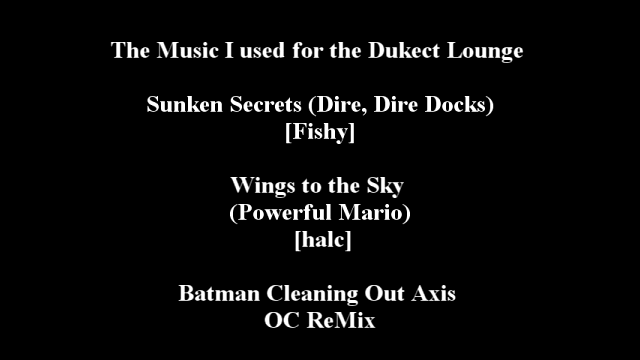 The Music I used for the Dukect Lounge
Sunken Secrets (Dire, Dire Docks)
[Fishy]
Wings to the Sky
(Powerful Mario)
[halc]
Batman Cleaning Out Axis
OC ReMix